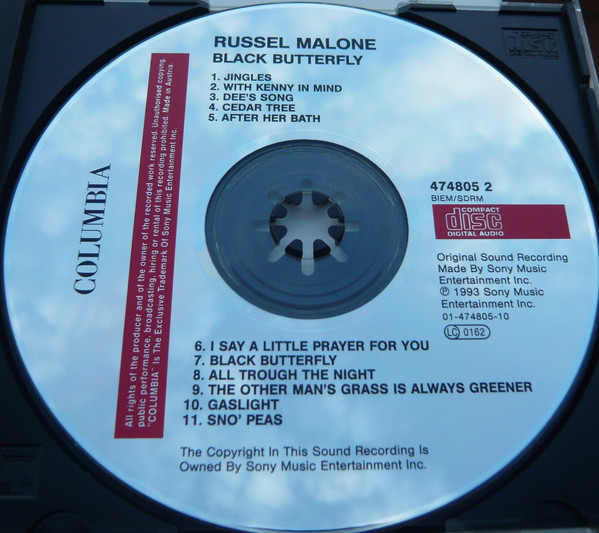 RUSSEL MALONE
BLACK BUTTERFLY
1. JINGLES
2. WITH KENNY IN MIND
3. DEE'S SONG
4. CEDAR TREE
5. AFTER HER BATH
COLUMBIA
All rights of the producer and of the owner of the recorded work reserved. Unauthorised copying,
public performance, broadcasting, hiring or rental of this recording prohibited. Made in Austria.
"COLUMBIA" Is The Exclusive Trademark Of Sony Music Entertainment Inc.
474805 2
BIEM/SDRM
COMPACT
disc
DIGITAL AUDIO
Original Sound Recording
Made By Sony Music
Entertainment Inc.
℗ 1993 Sony Music
Entertainment Inc.
01-474805-10
LC 0162
6. I SAY A LITTLE PRAYER FOR YOU
7. BLACK BUTTERFLY
8. ALL TROUGH THE NIGHT
9. THE OTHER MAN'S GRASS IS ALWAYS GREENER
10. GASLIGHT
11. SNO' PEAS
The Copyright In This Sound Recording Is
Owned By Sony Music Entertainment Inc.